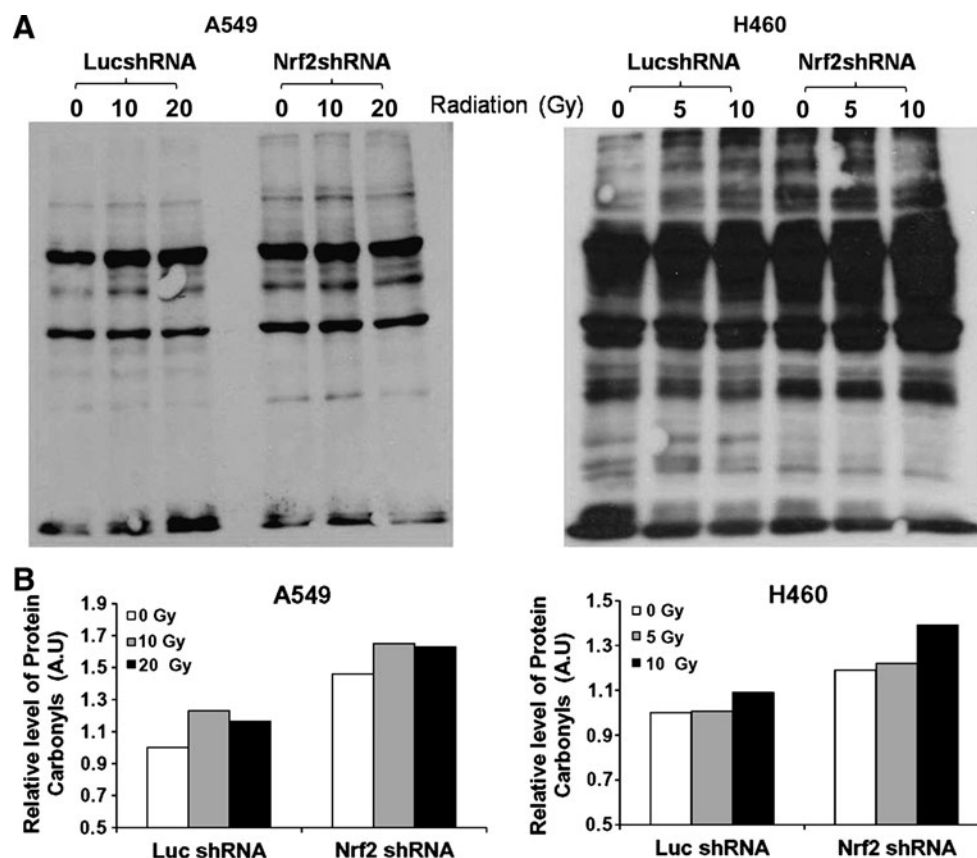 A
A549
H460
LucshRNA Nrf2shRNA
LucshRNA Nrf2shRNA
0 10 20 0 10 20 Radiation (Gy) 0 5 10 0 5 10
B
A549
1.9
1.7
1.5
1.3
1.1
0.9
0.7
0.5
Relative level of Protein
Carbonyls (A.U)
0 Gy
10 Gy
20 Gy
Luc shRNA Nrf2 shRNA
H460
1.5
1.3
1.1
0.9
0.7
0.5
Relative level of Protein
Carbonyls (A.U)
0 Gy
5 Gy
10 Gy
Luc shRNA Nrf2 shRNA